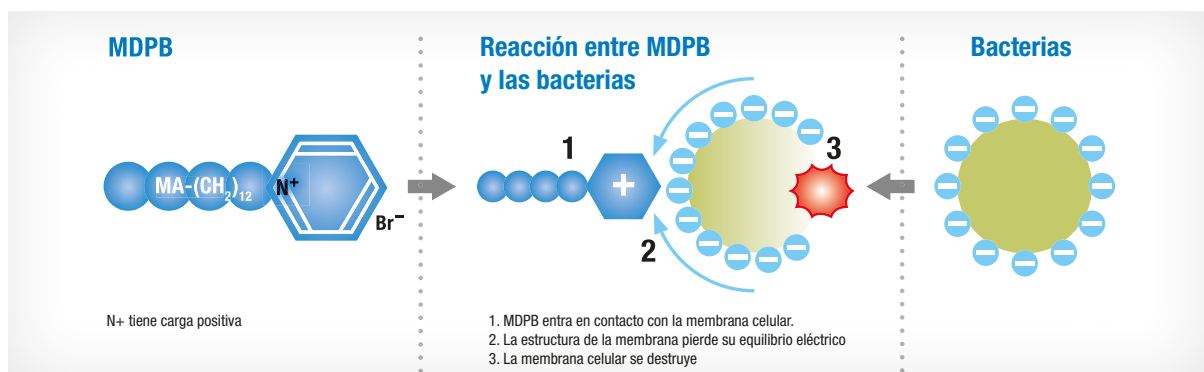 MDPB
MA-(CH2)12
N+
Br−
N+ tiene carga positiva
Reacción entre MDPB
y las bacterias
1
+
2
3
1. MDPB entra en contacto con la membrana celular.
2. La estructura de la membrana pierde su equilibrio eléctrico
3. La membrana celular se destruye
Bacterias